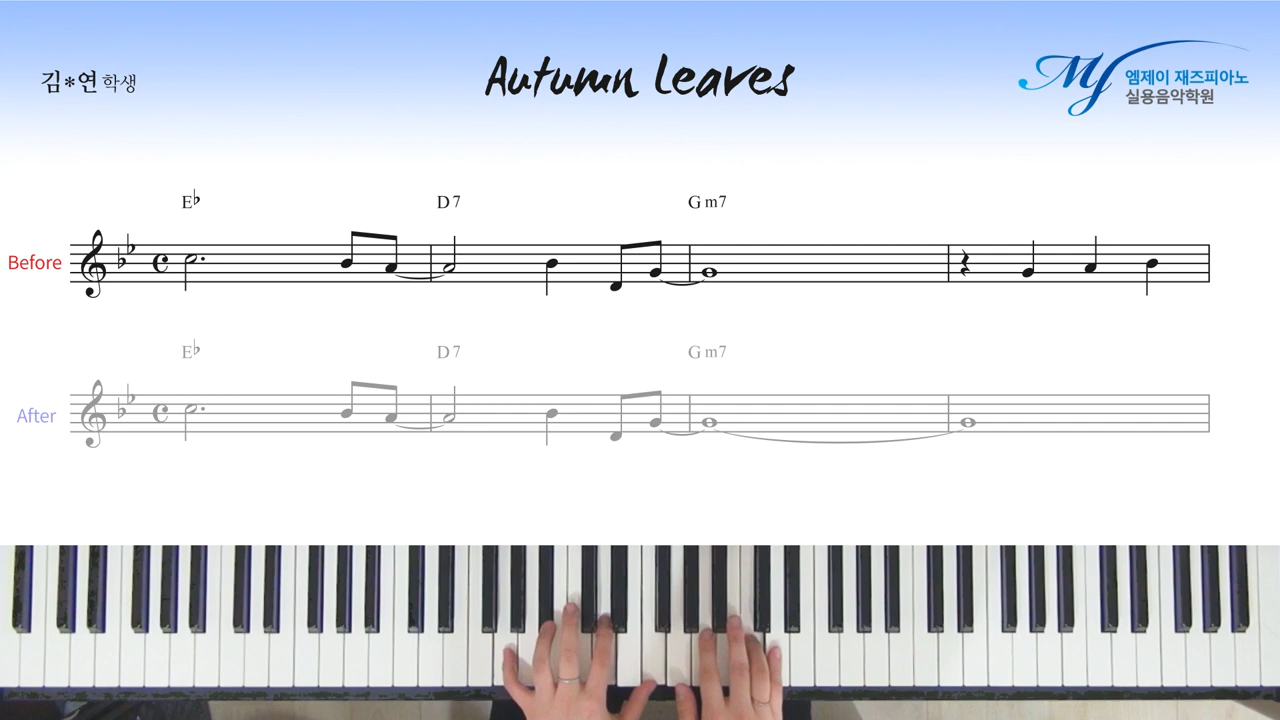 김*연 학생
Autumn Leaves
MJ 엠제이 재즈피아노
실용음악학원
E♭ D7 Gm7
Before
E♭ D7 Gm7
After